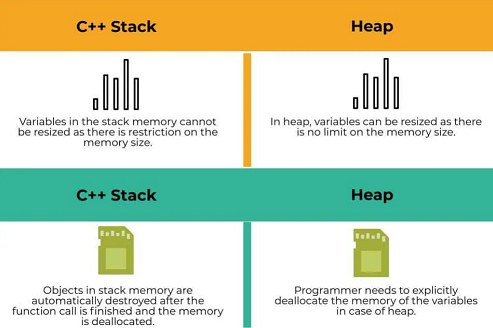 C++ Stack
Heap
Variables in the stack memory cannot
be resized as there is restriction on the
memory size.
In heap, variables can be resized as there
is no limit on the memory size.
C++ Stack
Heap
Objects in stack memory are
automatically destroyed after the
function call is finished and the memory
is deallocated.
Programmer needs to explicitly
deallocate the memory of the variables
in case of heap.